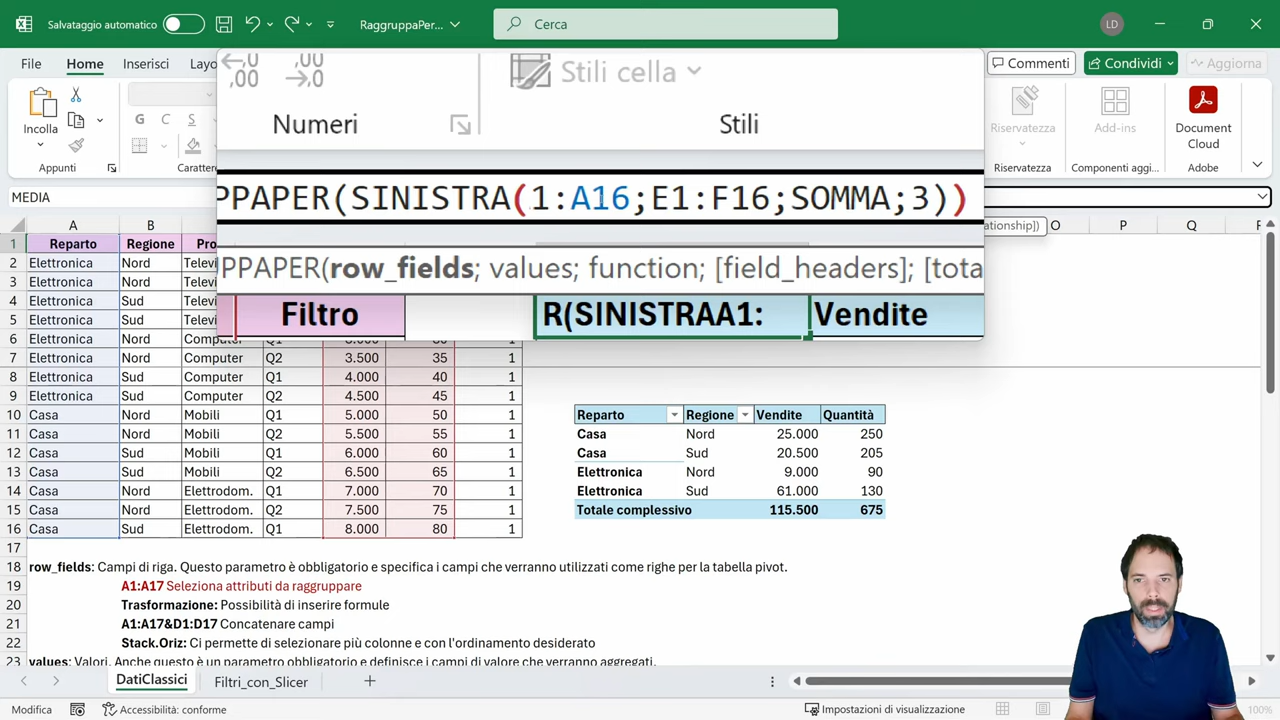 Salvataggio automatico
RaggruppaPer...
Cerca
LD
File
Home
Inserisci
Layo
Commenti
Condividi
Aggiorna
Incolla
Appunti
G C S
Carattere
,00
,00
Stili cella
Numeri
Stili
Riservatezza
Riservatezza
Add-ins
Componenti aggi...
Document
Cloud
Adobe
MEDIA
PPAPER(SINISTRA(1:A16;E1:F16;SOMMA;3))
ationship])
PPAPER(row_fields; values; function; [field_headers]; [tota
Filtro
R(SINISTRAA1:
Vendite
A B O P Q
1 Reparto Regione Pro
2 Elettronica Nord Televi
3 Elettronica Nord Televi
4 Elettronica Sud Televi
5 Elettronica Sud Televi
6 Elettronica Nord Computer
7 Elettronica Nord Computer Q2 3.500 35 1
8 Elettronica Sud Computer Q1 4.000 40 1
9 Elettronica Sud Computer Q2 4.500 45 1
10 Casa Nord Mobili Q1 5.000 50 1
11 Casa Nord Mobili Q2 5.500 55 1
12 Casa Sud Mobili Q1 6.000 60 1
13 Casa Sud Mobili Q2 6.500 65 1
14 Casa Nord Elettrodom. Q1 7.000 70 1
15 Casa Nord Elettrodom. Q2 7.500 75 1
16 Casa Sud Elettrodom. Q1 8.000 80 1
Reparto Regione Vendite Quantità
Casa Nord 25.000 250
Casa Sud 20.500 205
Elettronica Nord 9.000 90
Elettronica Sud 61.000 130
Totale complessivo 115.500 675
17
18 row_fields: Campi di riga. Questo parametro è obbligatorio e specifica i campi che verranno utilizzati come righe per la tabella pivot.
19 A1:A17 Seleziona attributi da raggruppare
20 Trasformazione: Possibilità di inserire formule
21 A1:A17&D1:D17 Concatenare campi
22 Stack.Oriz: Ci permette di selezionare più colonne e con l'ordinamento desiderato
23 values: Valori. Anche questo è un parametro obbligatorio e definisce i campi di valore che verranno aggregati.
DatiClassici
Filtri_con_Slicer
Modifica
Accessibilità: conforme
Impostazioni di visualizzazione
100%